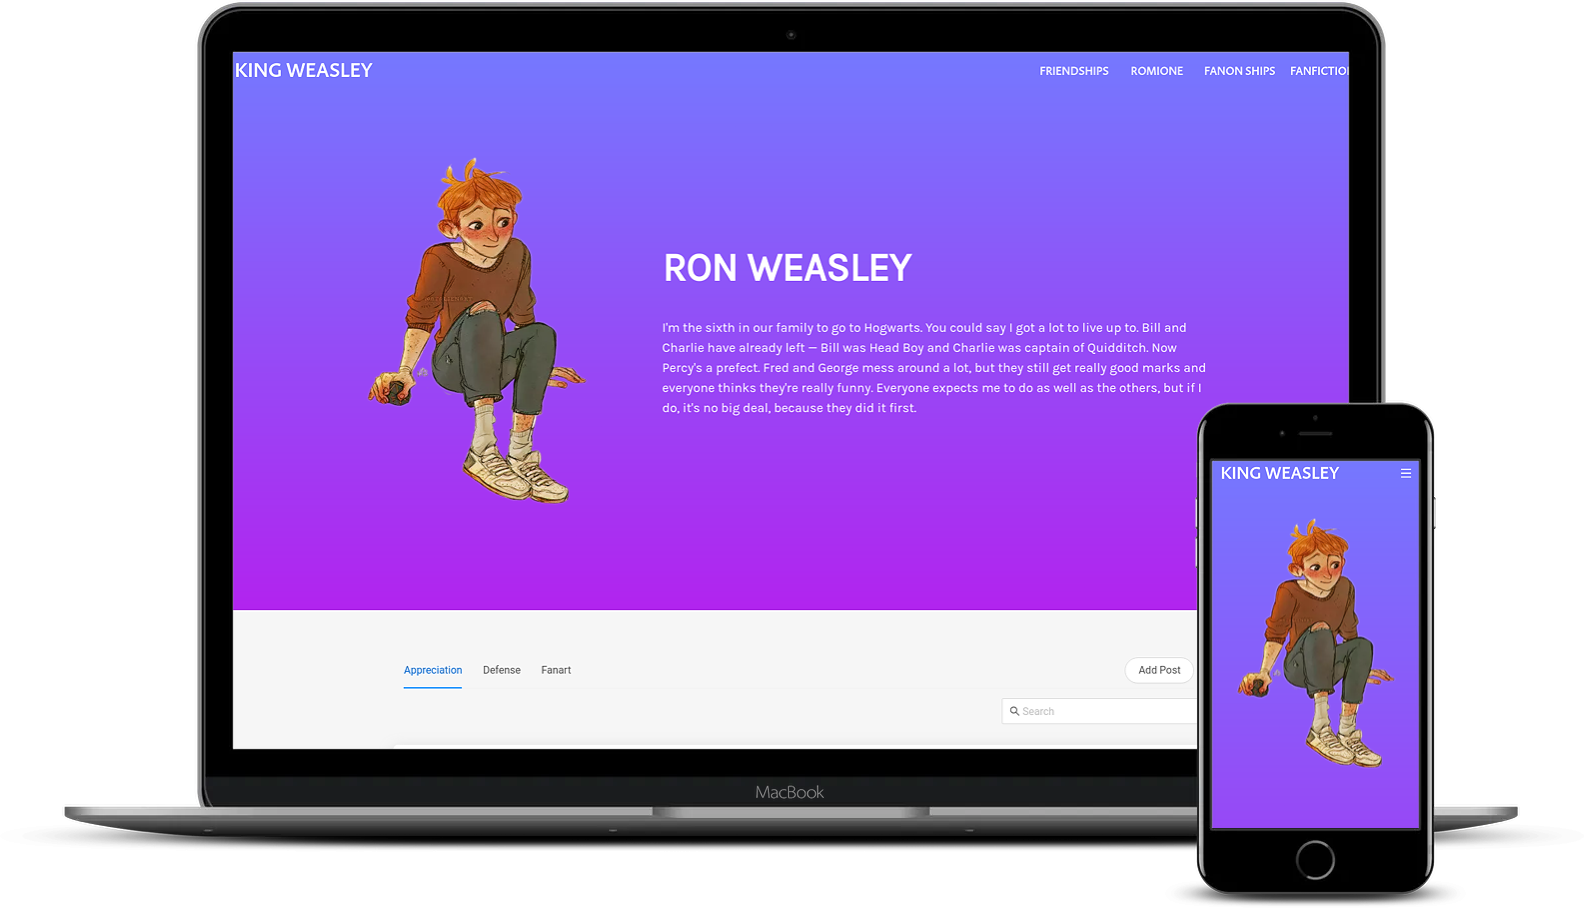 KING WEASLEY
FRIENDSHIPS ROMIONE FANON SHIPS FANFICTION
RON WEASLEY
I'm the sixth in our family to go to Hogwarts. You could say I got a lot to live up to. Bill and
Charlie have already left — Bill was Head Boy and Charlie was captain of Quidditch. Now
Percy's a prefect. Fred and George mess around a lot, but they still get really good marks and
everyone thinks they're really funny. Everyone expects me to do as well as the others, but if I
do, it's no big deal, because they did it first.
Appreciation Defense Fanart
Add Post
Search
MacBook
KING WEASLEY